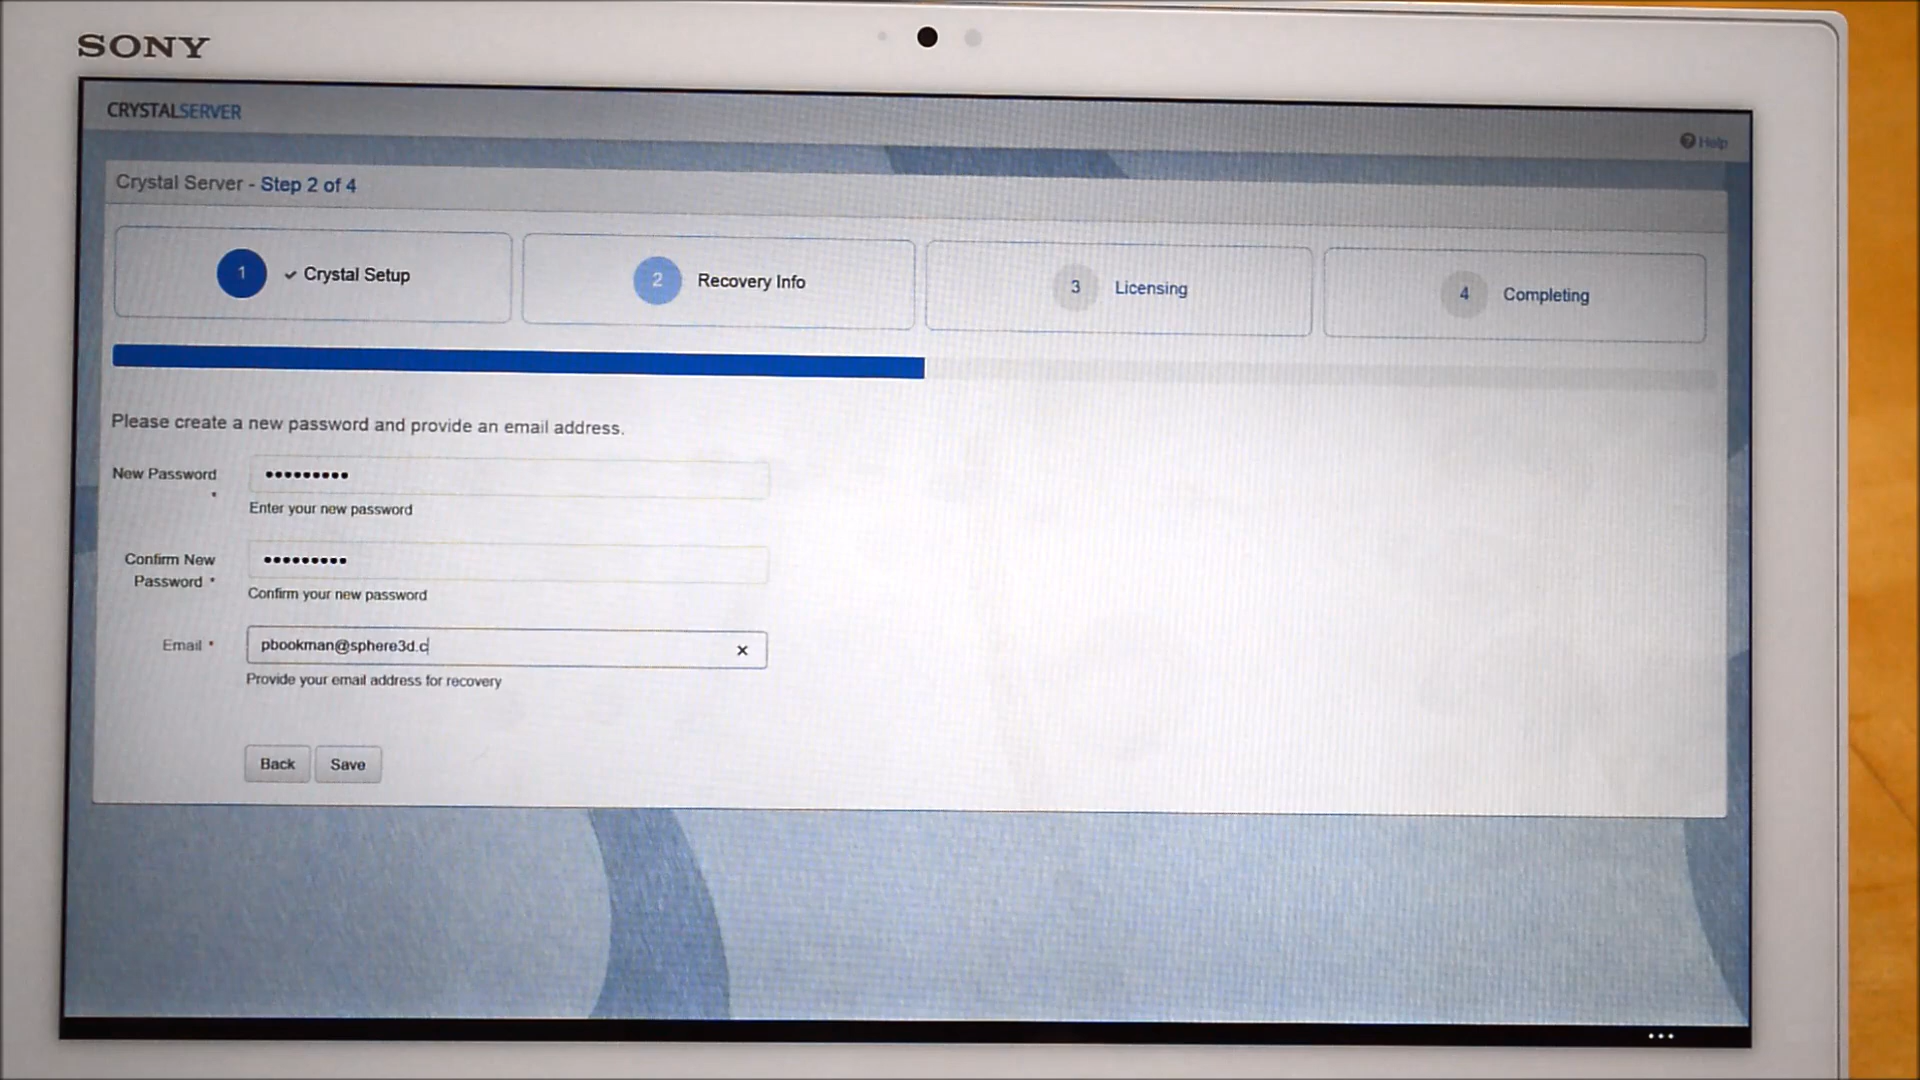 SONY
CRYSTALSERVER
Help
Crystal Server - Step 2 of 4
1 Crystal Setup
2 Recovery Info
3 Licensing
4 Completing
Please create a new password and provide an email address.
New Password *
•••••••••
Enter your new password
Confirm New Password *
•••••••••
Confirm your new password
Email *
pbookman@sphere3d.c
Provide your email address for recovery
Back Save